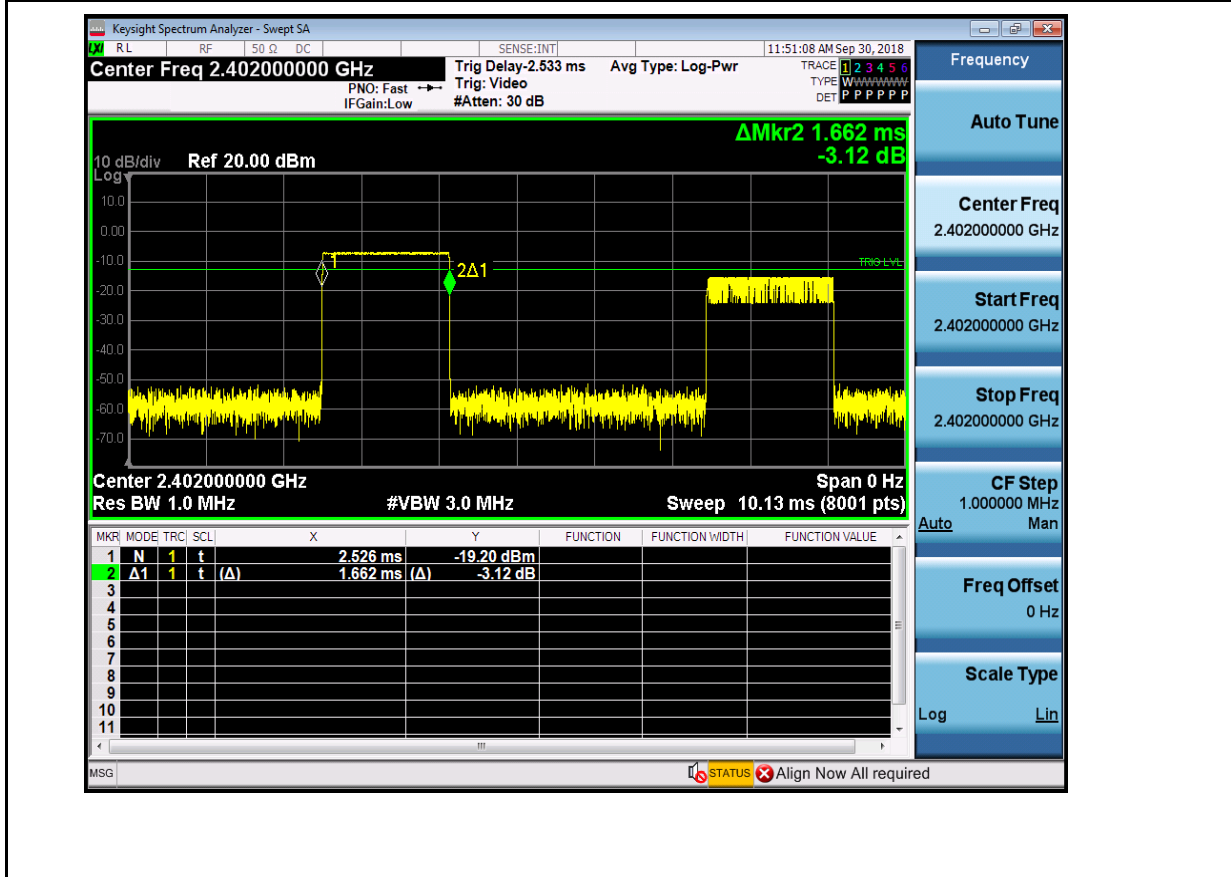 Keysight Spectrum Analyzer - Swept SA
LXI RL RF 50 Ω DC SENSE:INT 11:51:08 AM Sep 30, 2018
Center Freq 2.402000000 GHz
PNO: Fast
IFGain:Low
Trig Delay-2.533 ms
Trig: Video
#Atten: 30 dB
Avg Type: Log-Pwr
TRACE 1 2 3 4 5 6
TYPE WWWWWW
DET P P P P P P
ΔMkr2 1.662 ms
-3.12 dB
10 dB/div Ref 20.00 dBm
Log
10.0
0.00
-10.0
-20.0
-30.0
-40.0
-50.0
-60.0
-70.0
1
2Δ1
TRIG LVL
Center 2.402000000 GHz Span 0 Hz
Res BW 1.0 MHz #VBW 3.0 MHz Sweep 10.13 ms (8001 pts)
MKR MODE TRC SCL X Y FUNCTION FUNCTION WIDTH FUNCTION VALUE
1 N 1 t 2.526 ms -19.20 dBm
2 Δ1 1 t (Δ) 1.662 ms (Δ) -3.12 dB
3
4
5
6
7
8
9
10
11
MSG STATUS Align Now All required
Frequency
Auto Tune
Center Freq
2.402000000 GHz
Start Freq
2.402000000 GHz
Stop Freq
2.402000000 GHz
CF Step
1.000000 MHz
Auto Man
Freq Offset
0 Hz
Scale Type
Log Lin